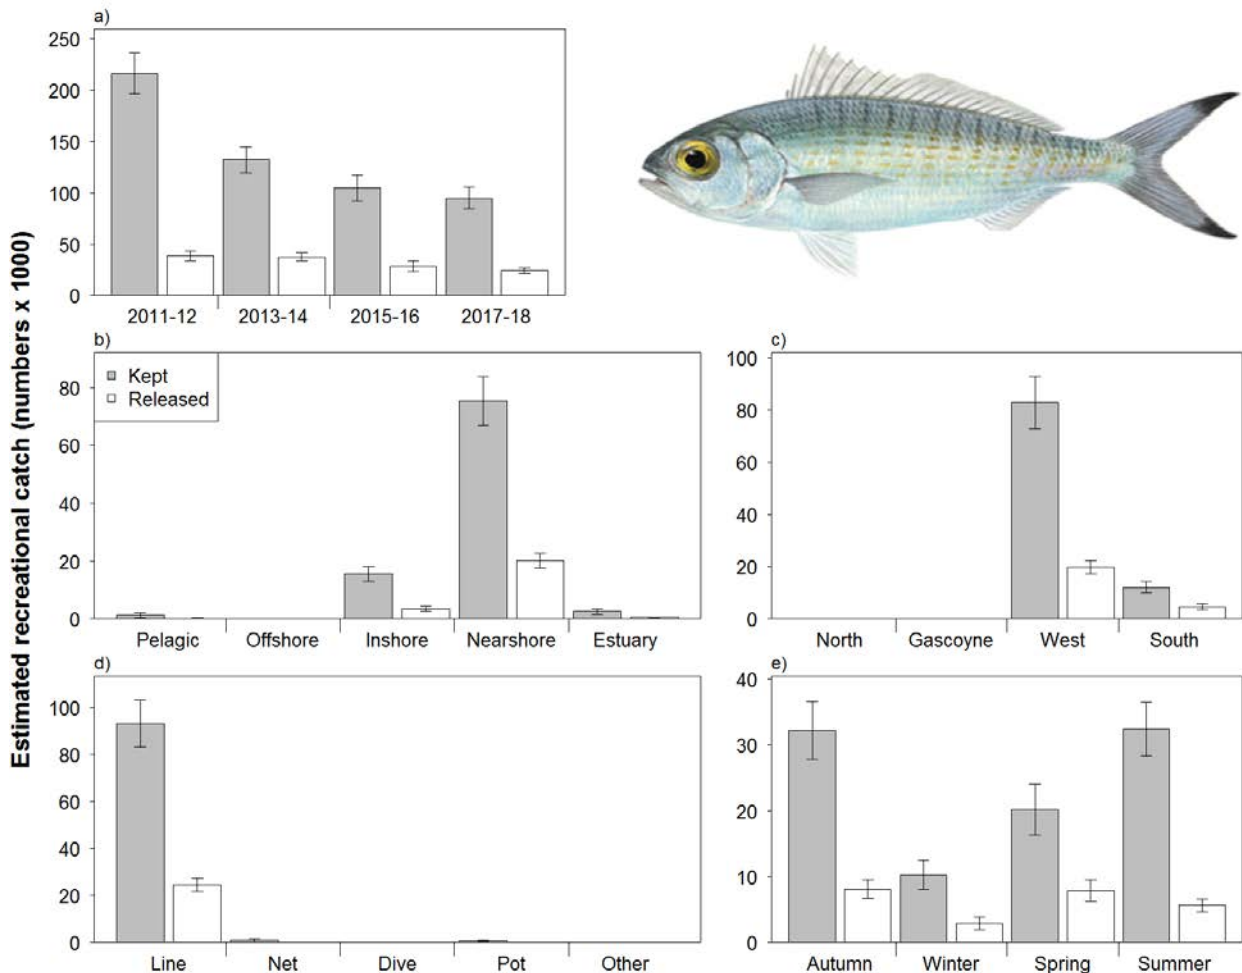 Estimated recreational catch (numbers x 1000)
a)
250
200
150
100
50
0
2011-12 2013-14 2015-16 2017-18
b)
Kept
Released
80
60
40
20
0
Pelagic Offshore Inshore Nearshore Estuary
c)
100
80
60
40
20
0
North Gascoyne West South
d)
100
80
60
40
20
0
Line Net Dive Pot Other
e)
40
30
20
10
0
Autumn Winter Spring Summer